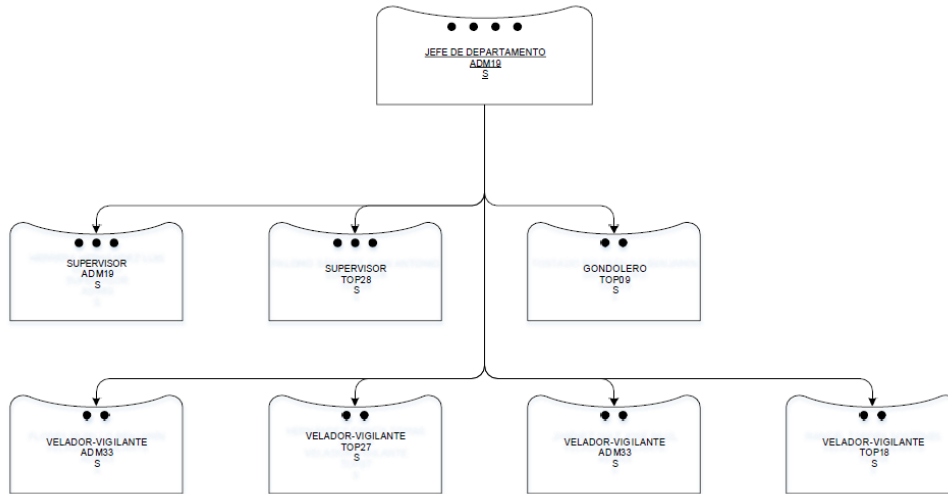 JEFE DE DEPARTAMENTO
ADM19
S
SUPERVISOR
ADM19
S
SUPERVISOR
TOP28
S
GONDOLERO
TOP09
S
VELADOR-VIGILANTE
ADM33
S
VELADOR-VIGILANTE
TOP27
S
VELADOR-VIGILANTE
ADM33
S
VELADOR-VIGILANTE
TOP18
S